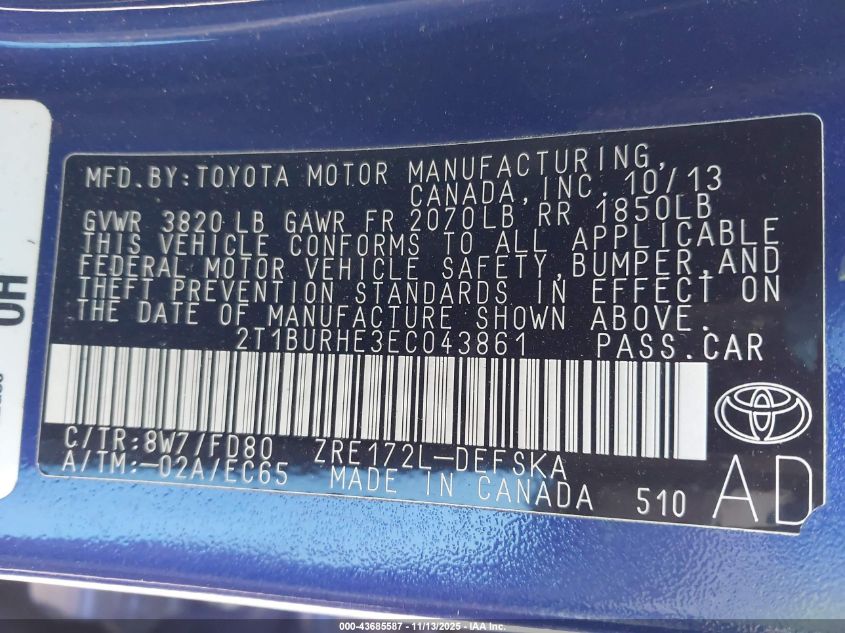 MFD.BY:TOYOTA MOTOR MANUFACTURING,
CANADA,INC. 10/13
GVWR 3820 LB GAWR FR 2070LB RR 1850LB
THIS VEHICLE CONFORMS TO ALL APPLICABLE
FEDERAL MOTOR VEHICLE SAFETY,BUMPER,AND
THEFT PREVENTION STANDARDS IN EFFECT ON
THE DATE OF MANUFACTURE SHOWN ABOVE.
2T1BURHE3EC043861 PASS.CAR
C/TR:8W7/FD80 ZRE172L-DEFSKA
A/TM:-02A/EC65 MADE IN CANADA 510
AD
HO
000-43685587 - 11/13/2025 - IAA Inc.